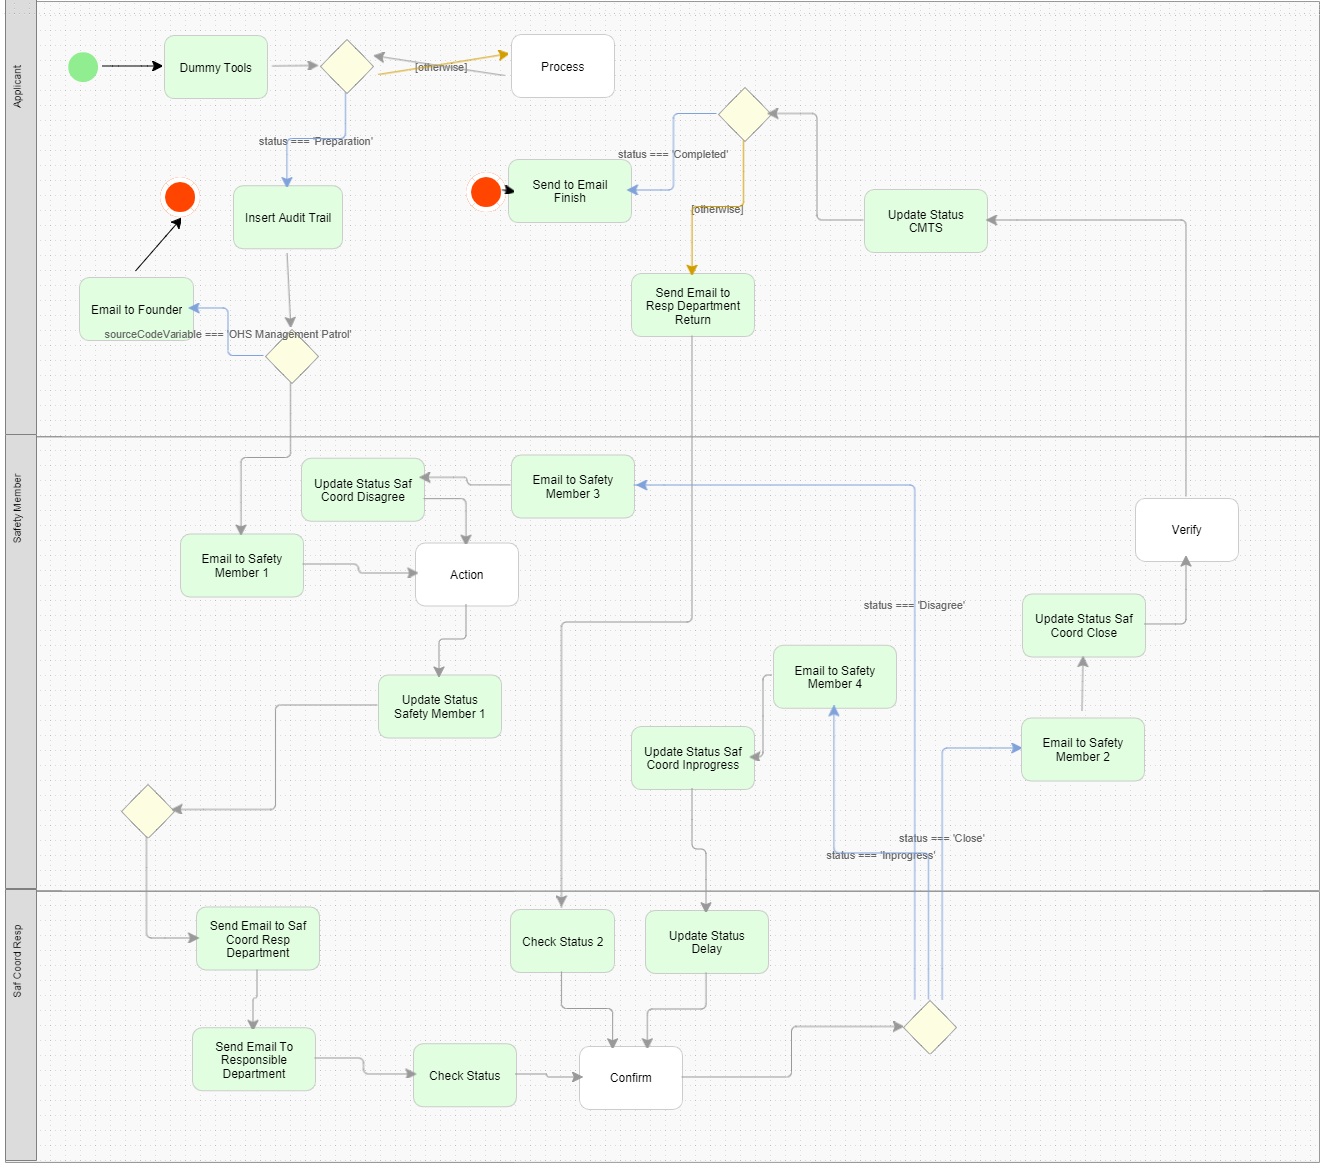 Applicant
Dummy Tools
[otherwise]
Process
status === 'Preparation'
status === 'Completed'
Send to Email
Finish
Insert Audit Trail
[otherwise]
Update Status
CMTS
Email to Founder
Send Email to
Resp Department
Return
sourceCodeVariable === 'OHS Management Patrol'
Safety Member
Update Status Saf
Coord Disagree
Email to Safety
Member 3
Verify
Email to Safety
Member 1
Action
status === 'Disagree'
Update Status Saf
Coord Close
Email to Safety
Member 4
Update Status
Safety Member 1
Update Status Saf
Coord Inprogress
Email to Safety
Member 2
status === 'Close'
status === 'Inprogress'
Saf Coord Resp
Send Email to Saf
Coord Resp
Department
Check Status 2
Update Status
Delay
Send Email To
Responsible
Department
Check Status
Confirm